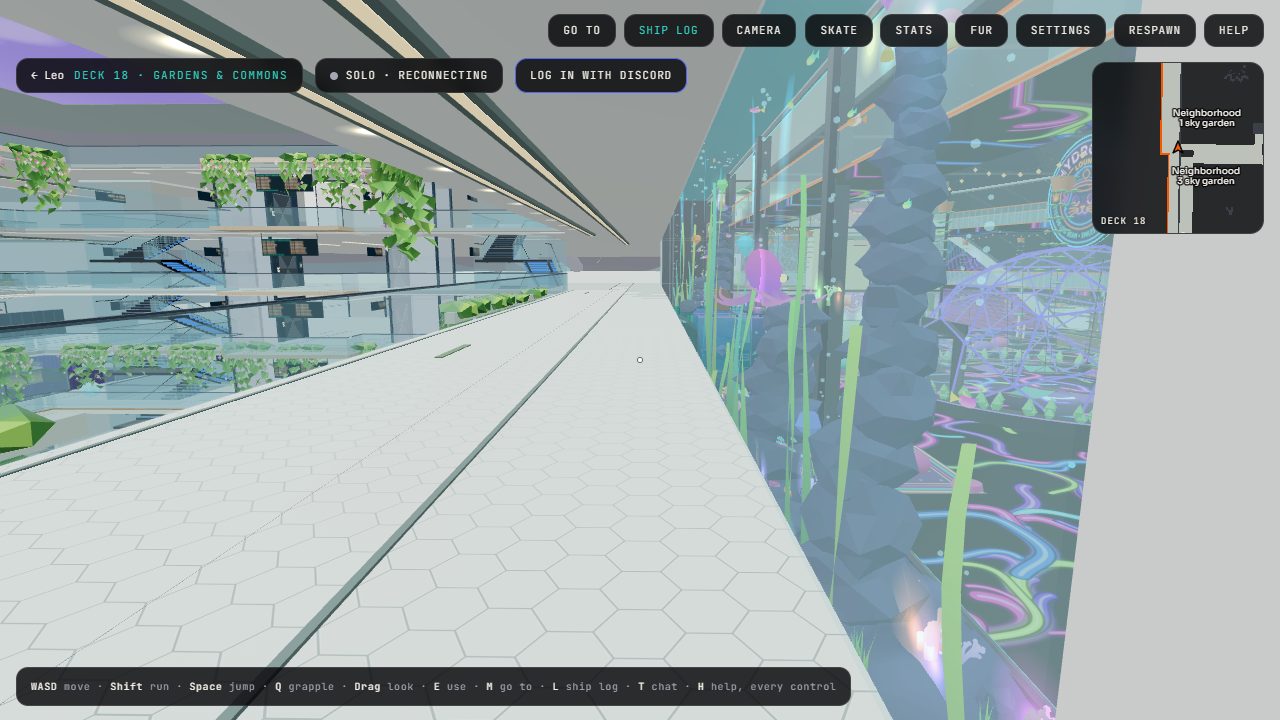 GO TO
SHIP LOG
CAMERA
SKATE
STATS
FUR
SETTINGS
RESPAWN
HELP
← Leo DECK 18 · GARDENS & COMMONS
SOLO · RECONNECTING
LOG IN WITH DISCORD
Neighborhood
1 sky garden
Neighborhood
3 sky garden
DECK 18
WASD move · Shift run · Space jump · Q grapple · Drag look · E use · M go to · L ship log · T chat · H help, every control